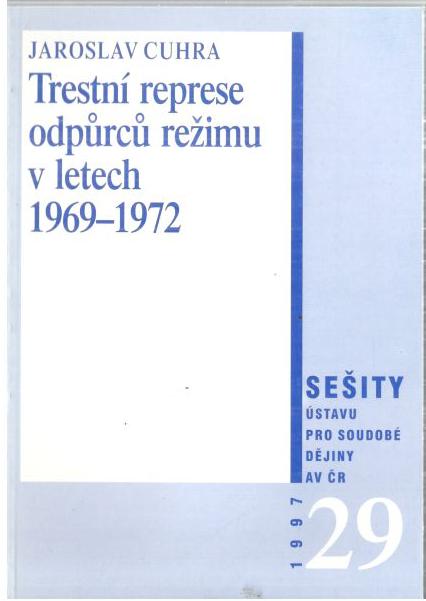 JAROSLAV CUHRA
Trestní represe
odpůrců režimu
v letech
1969–1972
SEŠITY
ÚSTAVU
PRO SOUDOBÉ
DĚJINY
AV ČR
1997
29